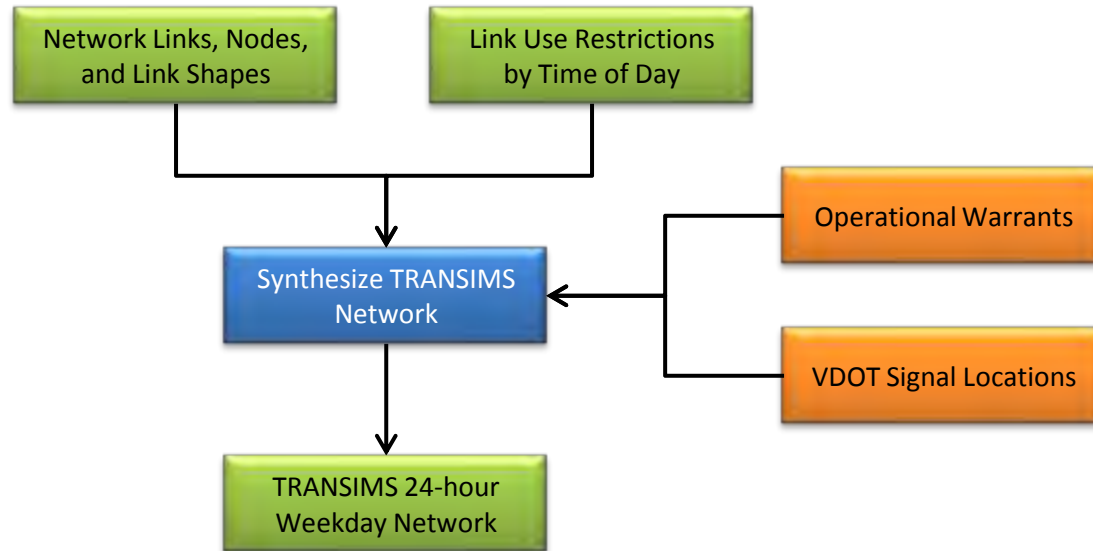 Network Links, Nodes,
and Link Shapes
Link Use Restrictions
by Time of Day
Operational Warrants
Synthesize TRANSIMS
Network
VDOT Signal Locations
TRANSIMS 24-hour
Weekday Network